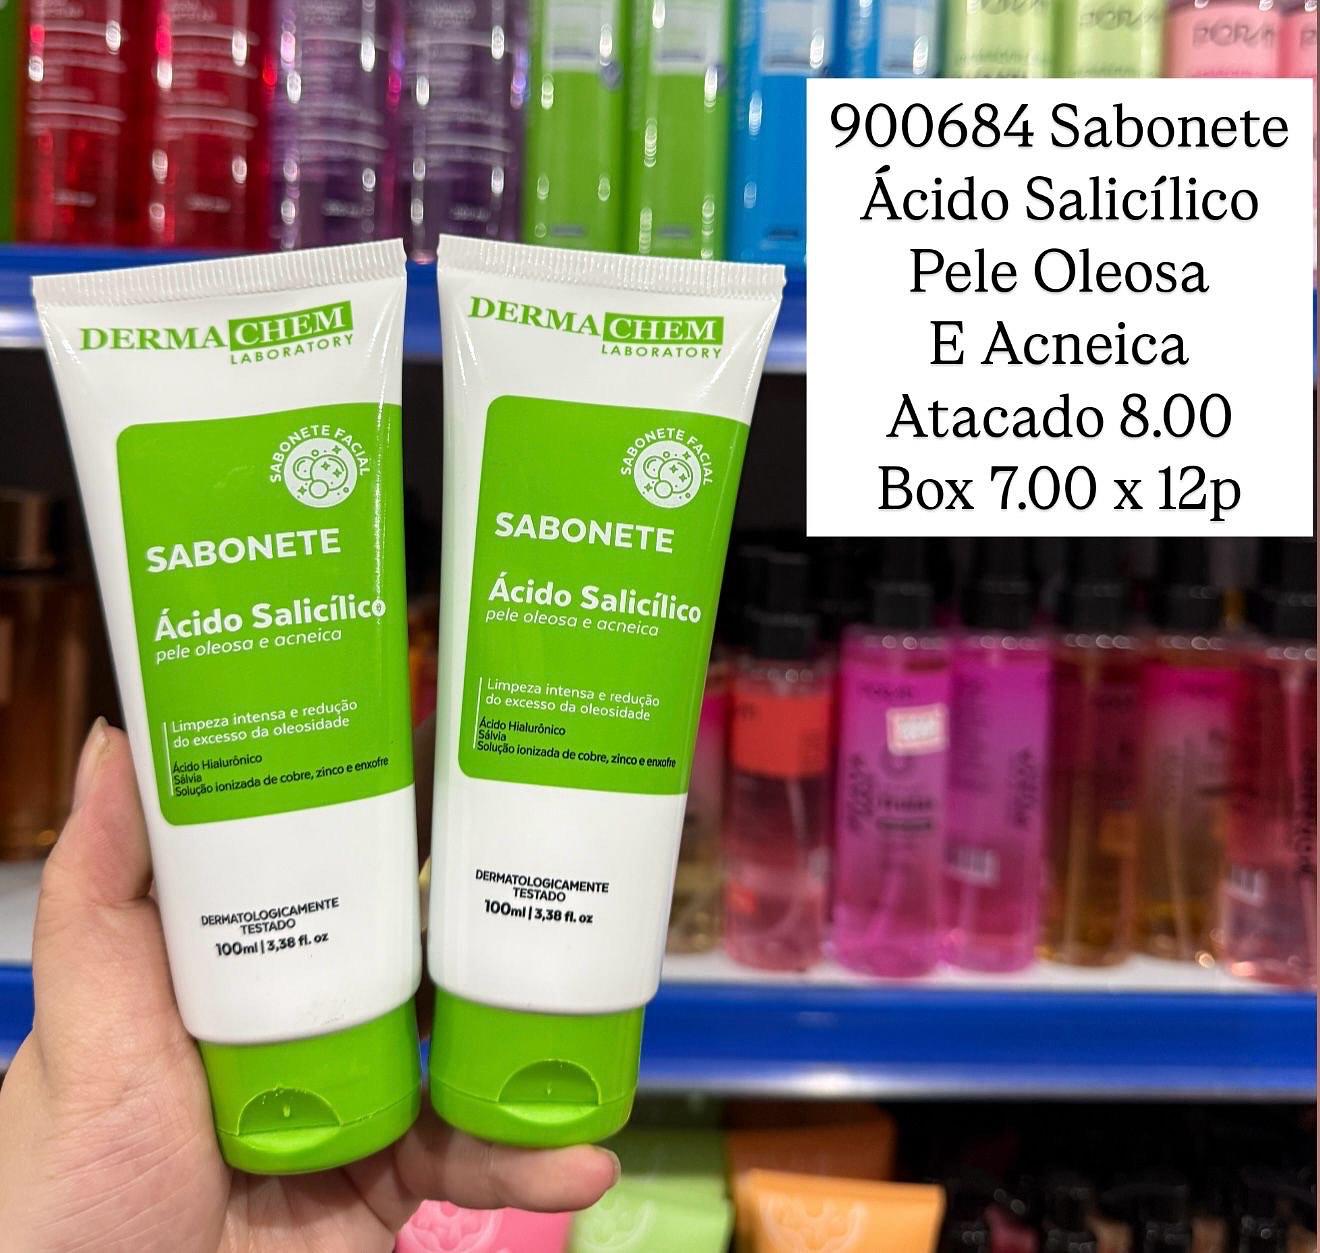 900684 Sabonete
Ácido Salicílico
Pele Oleosa
E Acneica
Atacado 8.00
Box 7.00 x 12p
DERMACHEM
LABORATORY
SABONETE FACIAL
SABONETE
Ácido Salicílico
pele oleosa e acneica
Limpeza intensa e redução
do excesso da oleosidade
Ácido Hialurônico
Sálvia
Solução ionizada de cobre, zinco e enxofre
DERMATOLOGICAMENTE
TESTADO
100ml | 3,38 fl. oz
DERMACHEM
LABORATORY
SABONETE FACIAL
SABONETE
Ácido Salicílico
pele oleosa e acneica
Limpeza intensa e redução
do excesso da oleosidade
Ácido Hialurônico
Sálvia
Solução ionizada de cobre, zinco e enxofre
DERMATOLOGICAMENTE
TESTADO
100ml | 3,38 fl. oz